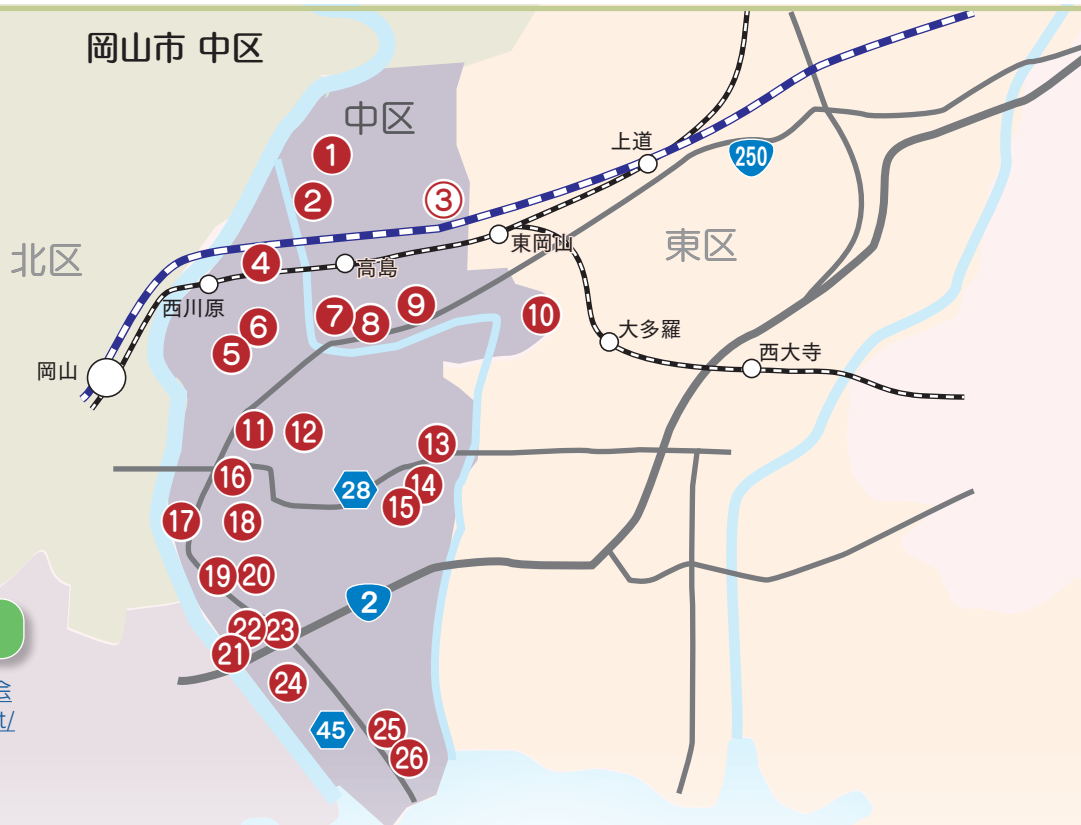 岡山市 中区
中区
①
上道
250
②
③
東岡山
東区
北区
④
高島
西川原
⑦
⑧
⑨
⑩
⑥
⑤
大多羅
西大寺
岡山
⑪
⑫
⑬
⑯
28
⑭
⑮
⑰
⑱
⑲
⑳
2
㉒
㉓
㉑
㉔
会
t/
45
㉕
㉖